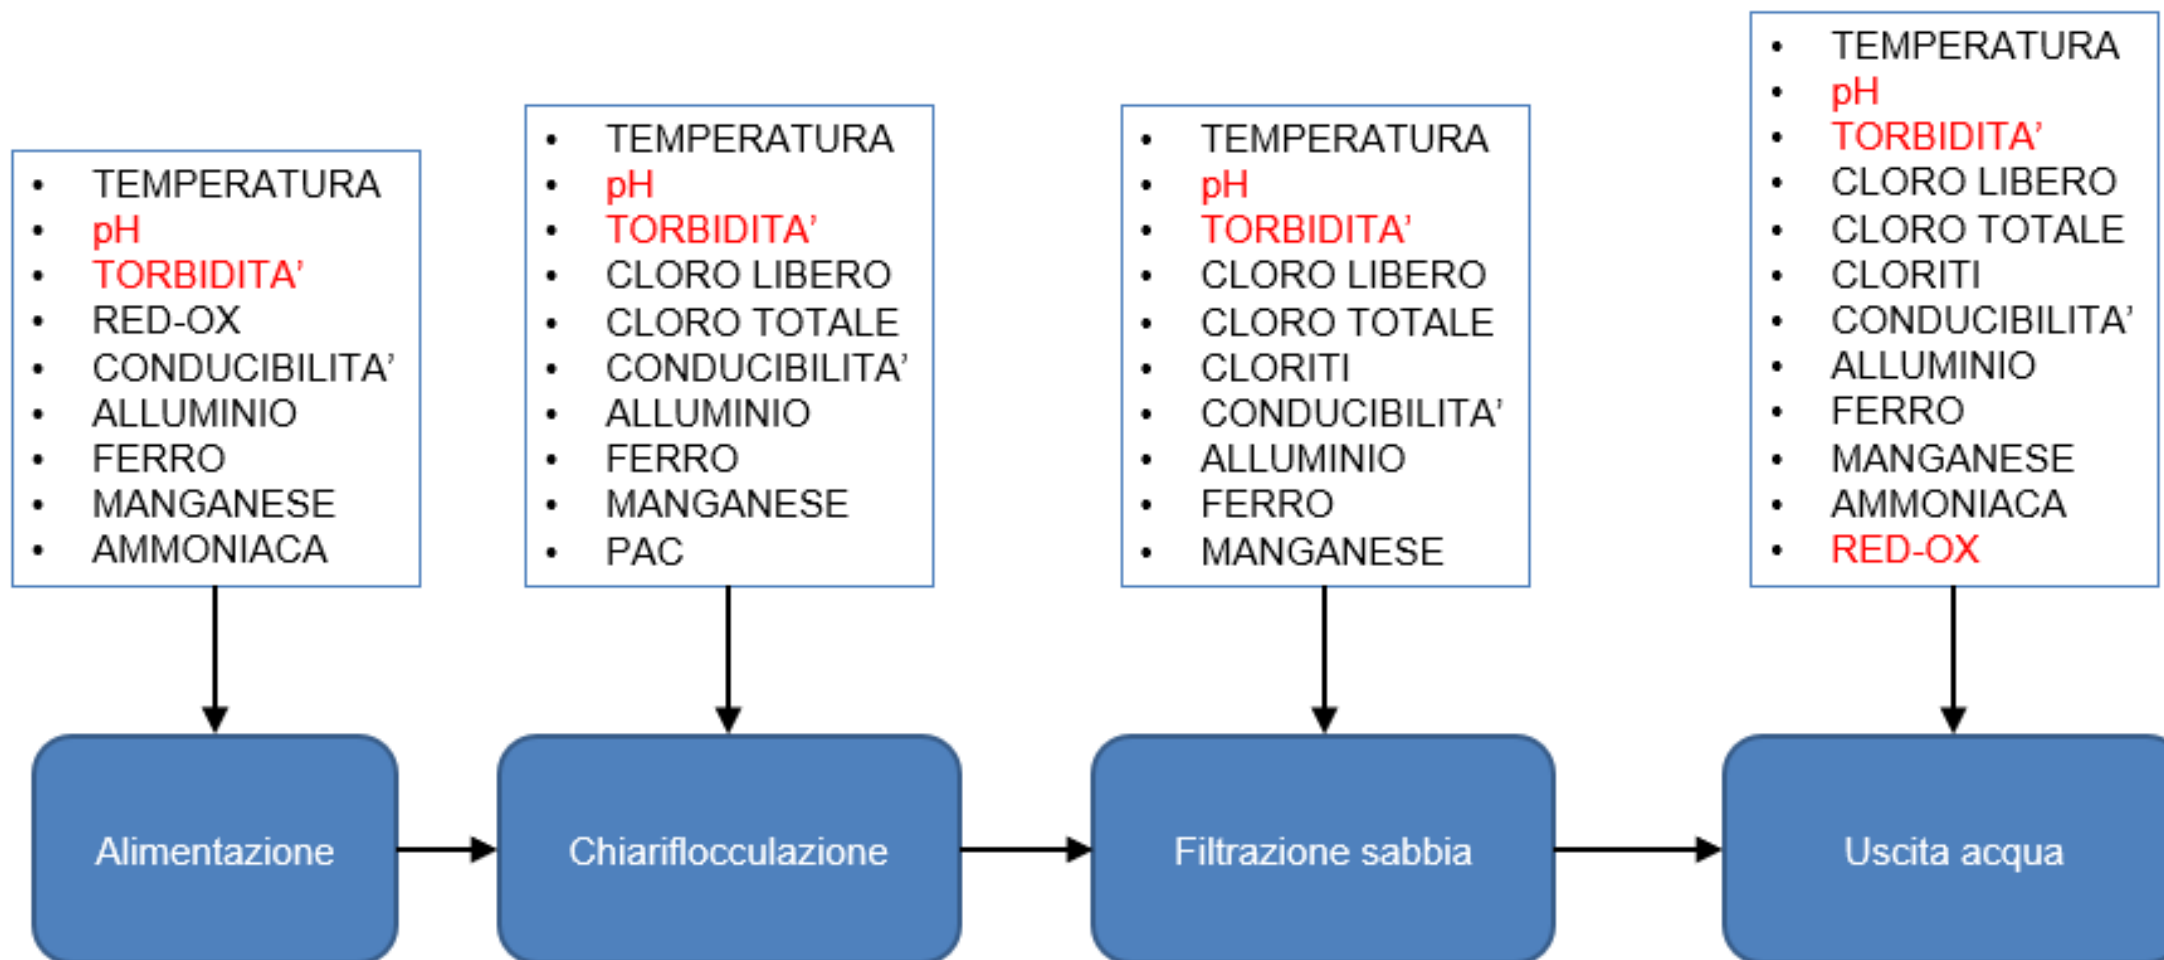 • TEMPERATURA
• pH
• TORBIDITA’
• RED-OX
• CONDUCIBILITA’
• ALLUMINIO
• FERRO
• MANGANESE
• AMMONIACA
• TEMPERATURA
• pH
• TORBIDITA’
• CLORO LIBERO
• CLORO TOTALE
• CONDUCIBILITA’
• ALLUMINIO
• FERRO
• MANGANESE
• PAC
• TEMPERATURA
• pH
• TORBIDITA’
• CLORO LIBERO
• CLORO TOTALE
• CLORITI
• CONDUCIBILITA’
• ALLUMINIO
• FERRO
• MANGANESE
• TEMPERATURA
• pH
• TORBIDITA’
• CLORO LIBERO
• CLORO TOTALE
• CLORITI
• CONDUCIBILITA’
• ALLUMINIO
• FERRO
• MANGANESE
• AMMONIACA
• RED-OX
Alimentazione
Chiariflocculazione
Filtrazione sabbia
Uscita acqua